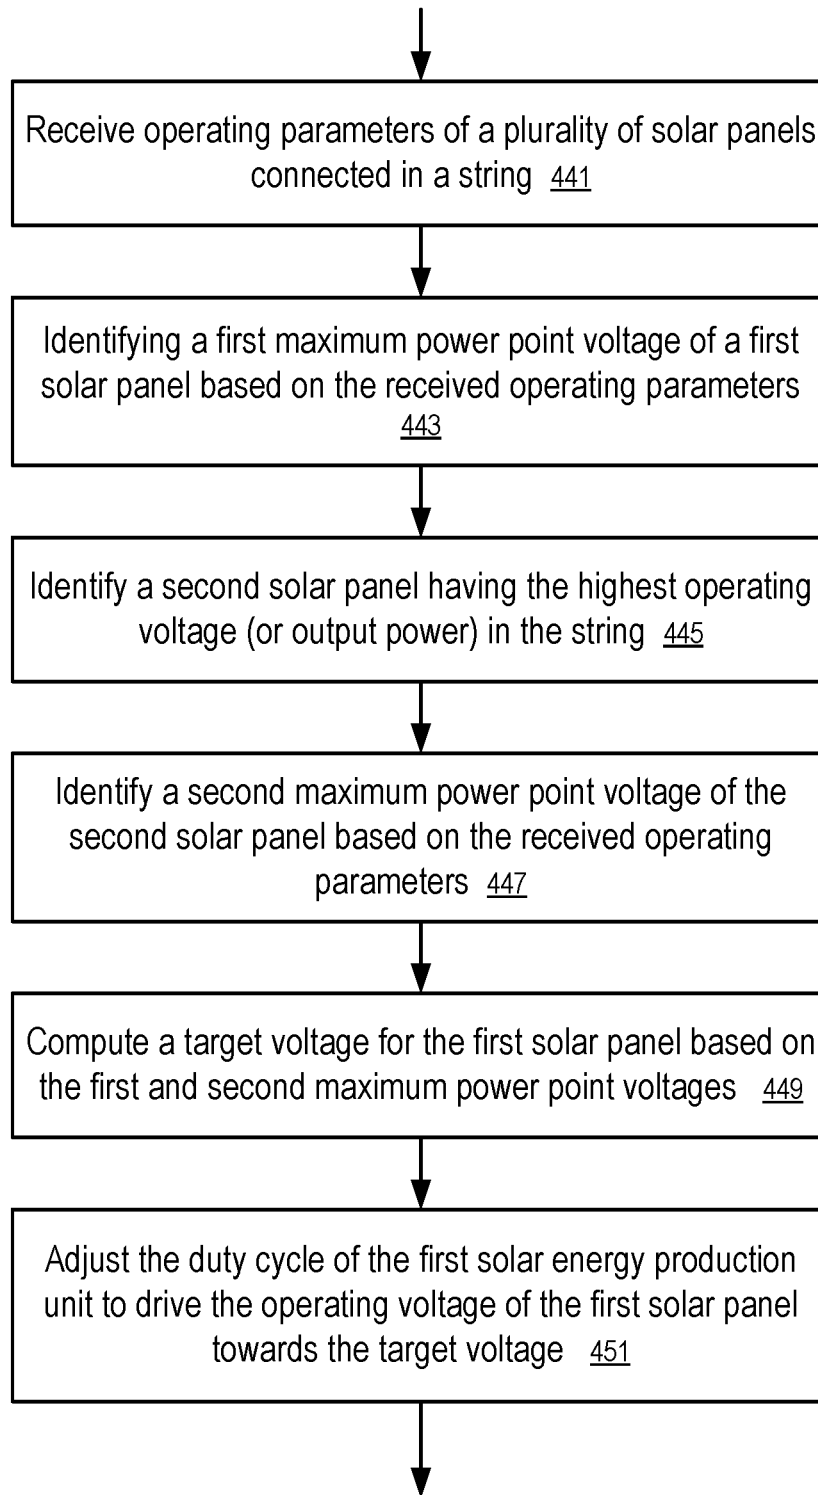 Receive operating parameters of a plurality of solar panels
connected in a string 441
Identifying a first maximum power point voltage of a first
solar panel based on the received operating parameters
443
Identify a second solar panel having the highest operating
voltage (or output power) in the string 445
Identify a second maximum power point voltage of the
second solar panel based on the received operating
parameters 447
Compute a target voltage for the first solar panel based on
the first and second maximum power point voltages 449
Adjust the duty cycle of the first solar energy production
unit to drive the operating voltage of the first solar panel
towards the target voltage 451